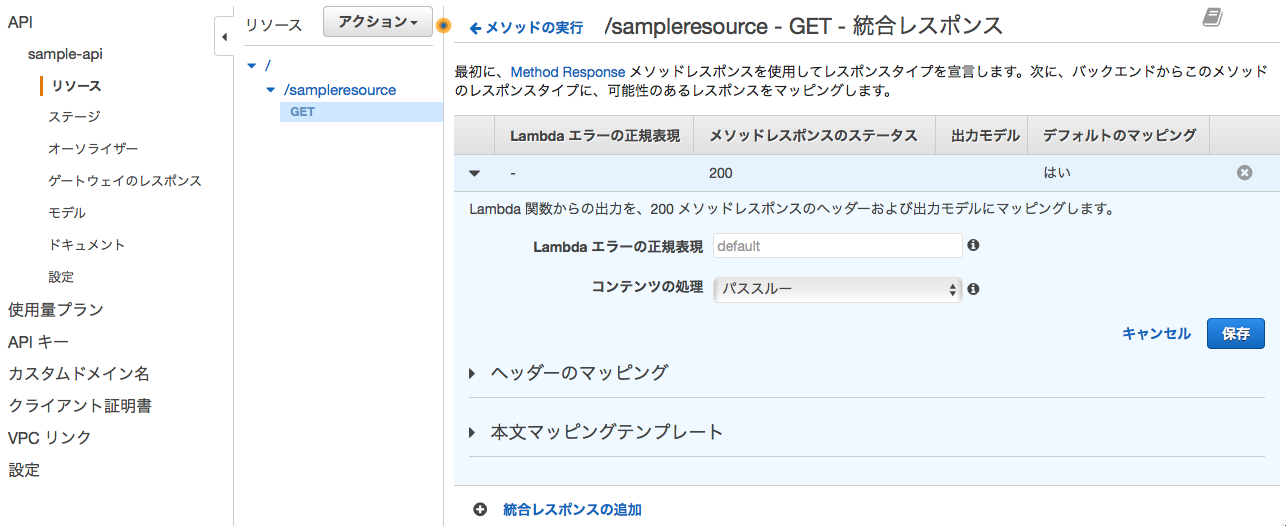 API
sample-api
リソース
ステージ
オーソライザー
ゲートウェイのレスポンス
モデル
ドキュメント
設定
使用量プラン
API キー
カスタムドメイン名
クライアント証明書
VPC リンク
設定
リソース
アクション
/
/sampleresource
GET
メソッドの実行
/sampleresource - GET - 統合レスポンス
最初に、Method Response メソッドレスポンスを使用してレスポンスタイプを宣言します。次に、バックエンドからこのメソッド
のレスポンスタイプに、可能性のあるレスポンスをマッピングします。
Lambda エラーの正規表現 メソッドレスポンスのステータス 出力モデル デフォルトのマッピング
- 200 はい
Lambda 関数からの出力を、200 メソッドレスポンスのヘッダーおよび出力モデルにマッピングします。
Lambda エラーの正規表現 default
コンテンツの処理 パススルー
キャンセル 保存
ヘッダーのマッピング
本文マッピングテンプレート
統合レスポンスの追加